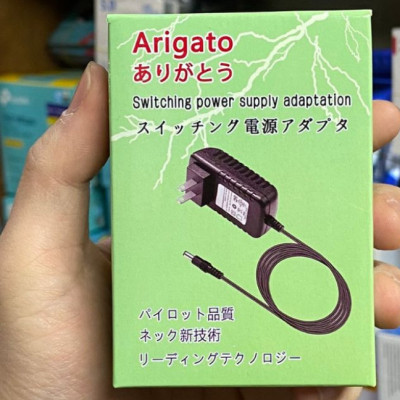 Arigato
ありがとう
Switching power supply adaptation
スイッチング電源アダプタ
パイロット品質
ネック新技術
リーディングテクノロジー